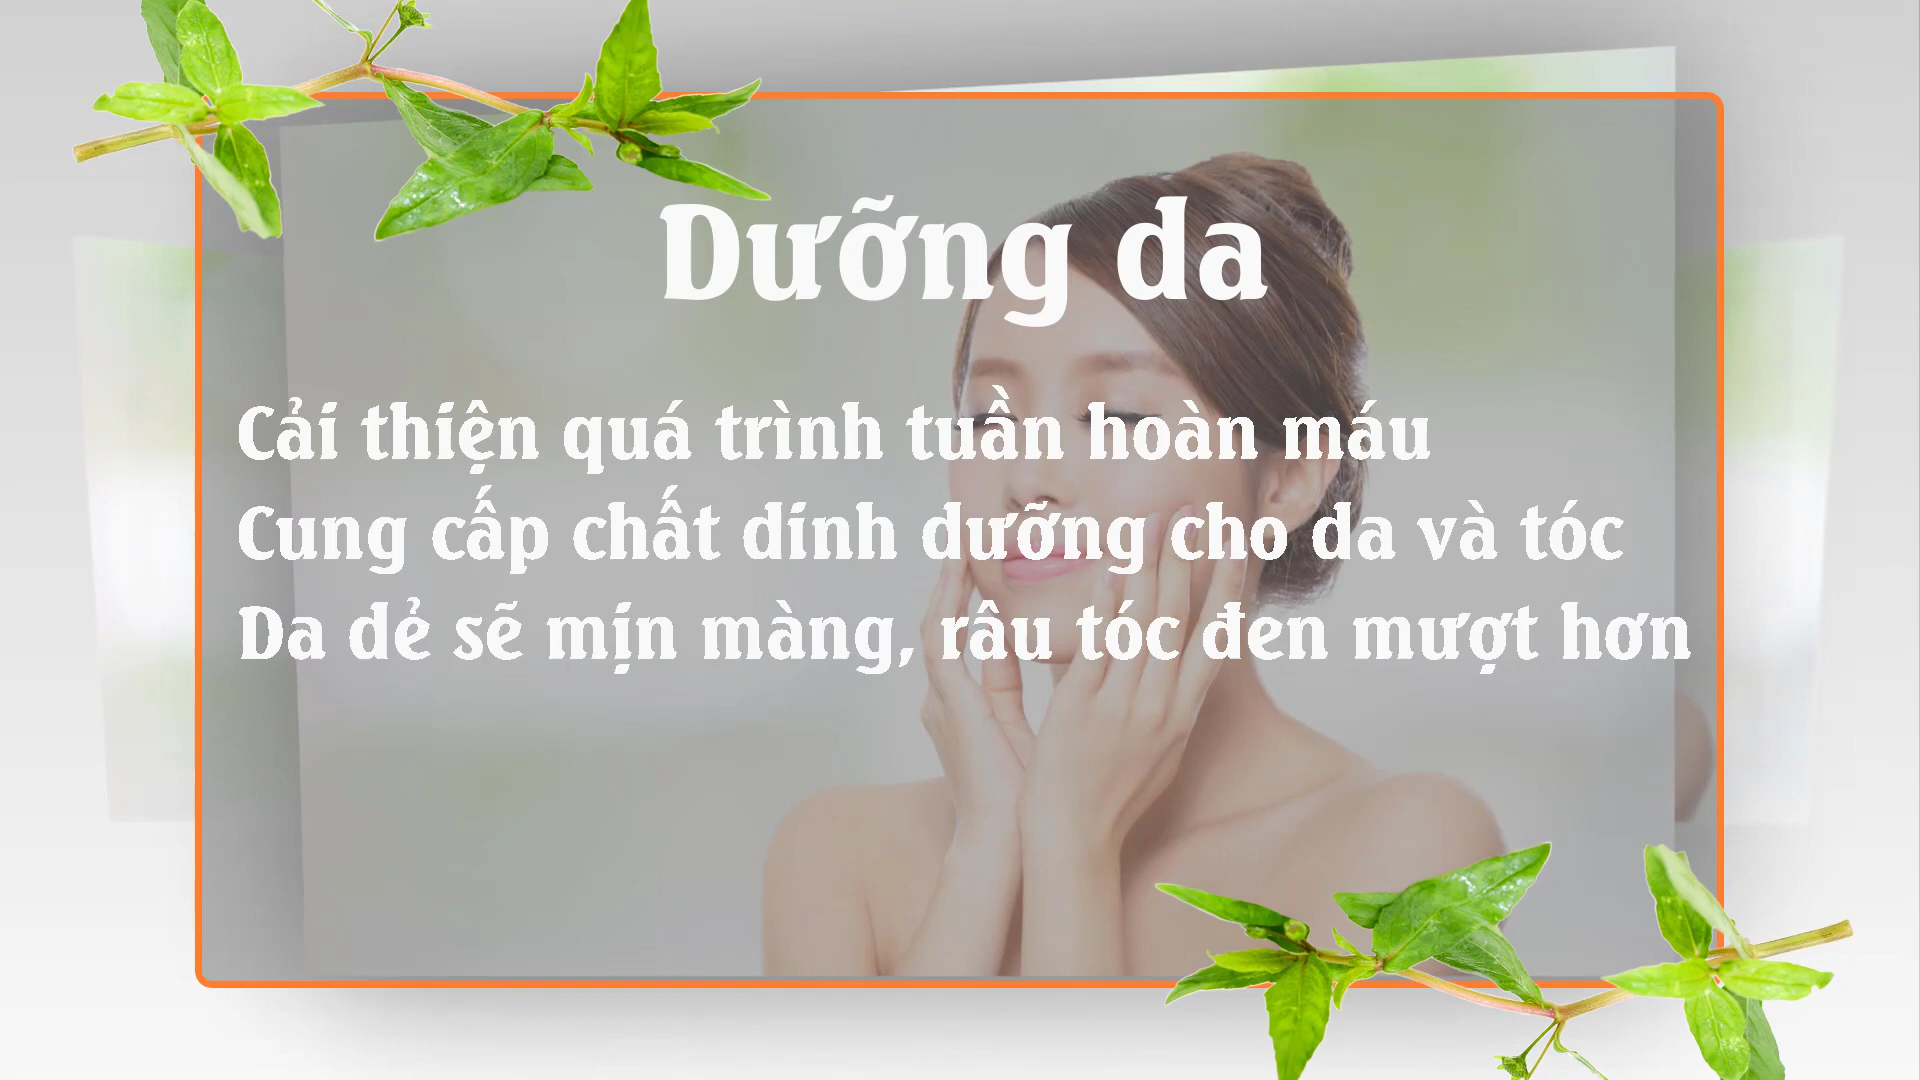 Dưỡng da
Cải thiện quá trình tuần hoàn máu
Cung cấp chất dinh dưỡng cho da và tóc
Da dẻ sẽ mịn màng, râu tóc đen mượt hơn